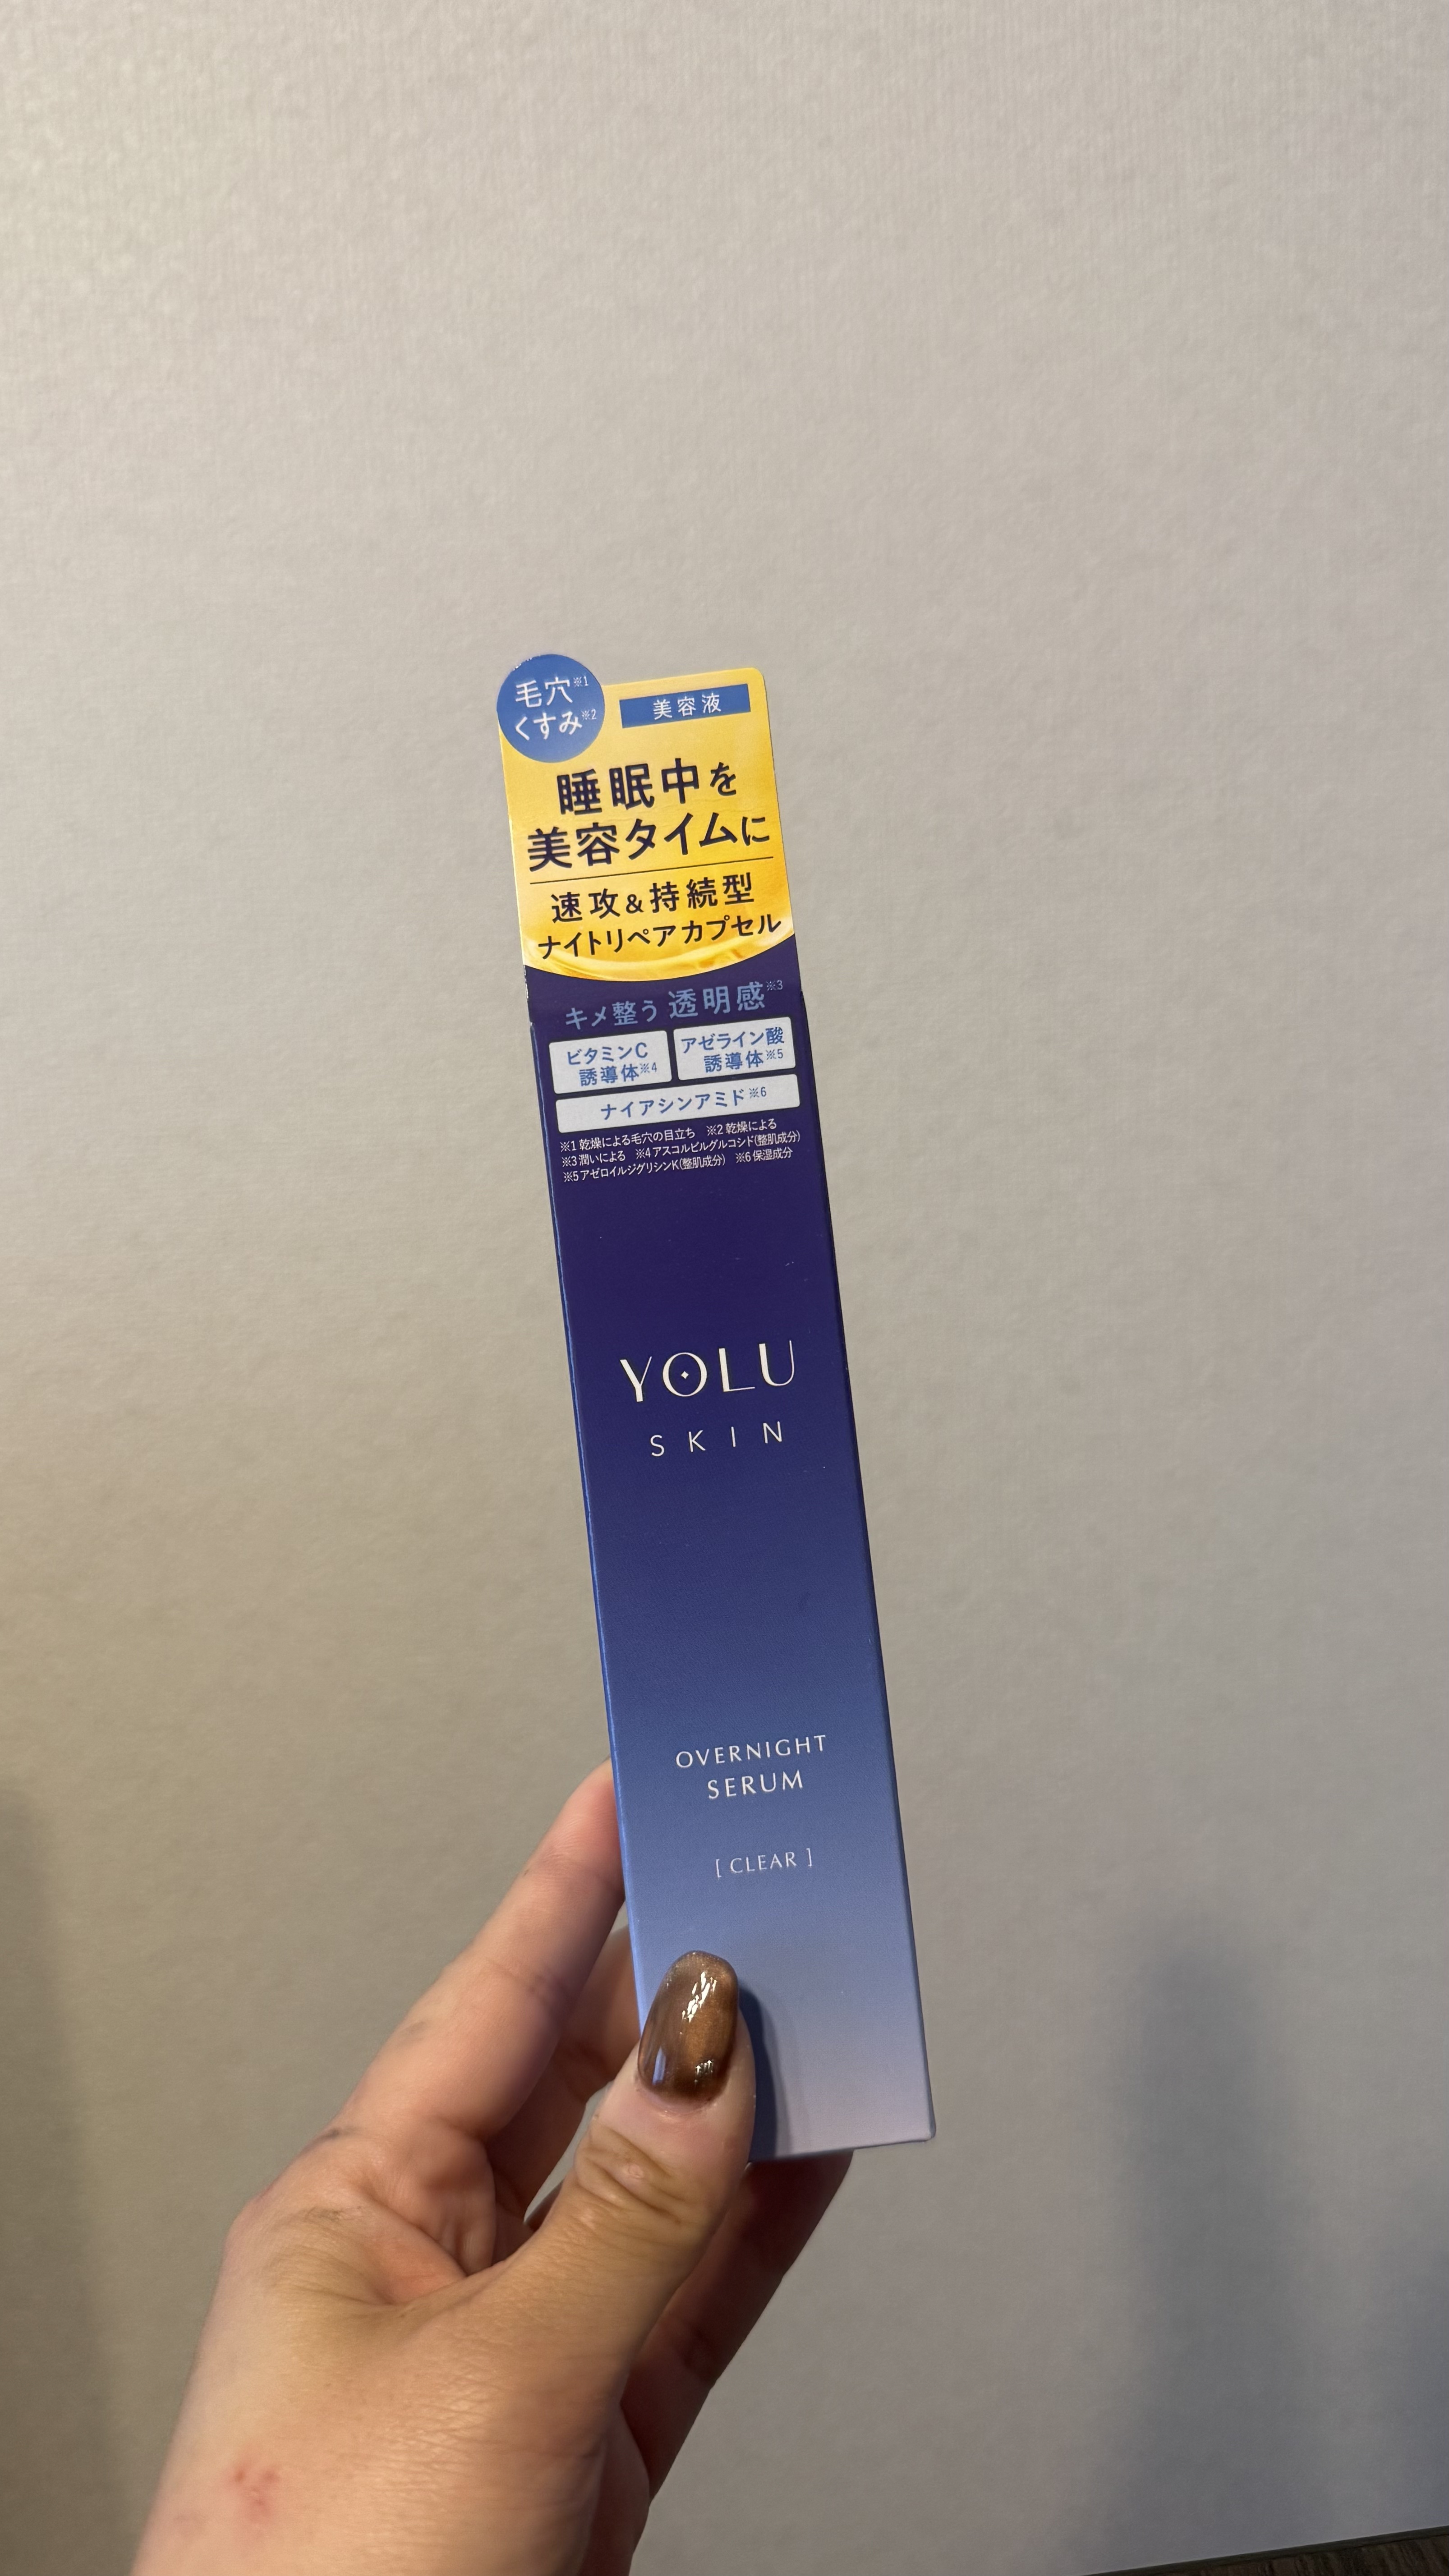 毛穴※1
くすみ※2
美容液
睡眠中を
美容タイムに
速攻&持続型
ナイトリペアカプセル
キメ整う透明感※3
ビタミンC
誘導体※4
アゼライン酸
誘導体※5
ナイアシンアミド※6
※1 乾燥による毛穴の目立ち ※2 乾燥による
※3 潤いによる ※4 アスコルビルグルコシド(整肌成分)
※5 アゼロイルジグリシンK(整肌成分) ※6 保湿成分
YOLU
SKIN
OVERNIGHT
SERUM
[ CLEAR ]